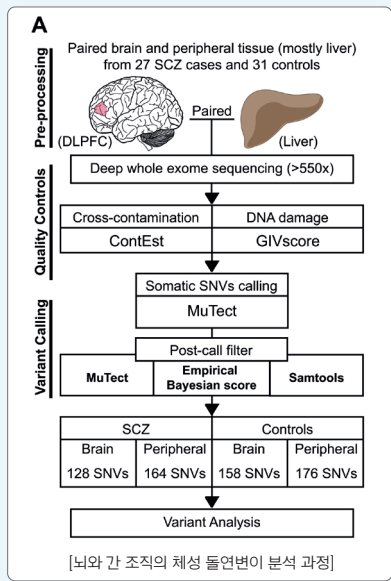 A
Pre-processing
Paired brain and peripheral tissue (mostly liver)
from 27 SCZ cases and 31 controls
Paired
(DLPFC)
(Liver)
Deep whole exome sequencing (>550x)
Quality Controls
Cross-contamination
DNA damage
ContEst
GIVscore
Somatic SNVs calling
MuTect
Variant Calling
Post-call filter
MuTect
Empirical
Bayesian score
Samtools
SCZ
Controls
Brain
Peripheral
Brain
Peripheral
128 SNVs
164 SNVs
158 SNVs
176 SNVs
Variant Analysis
[뇌와 간 조직의 체성 돌연변이 분석 과정]